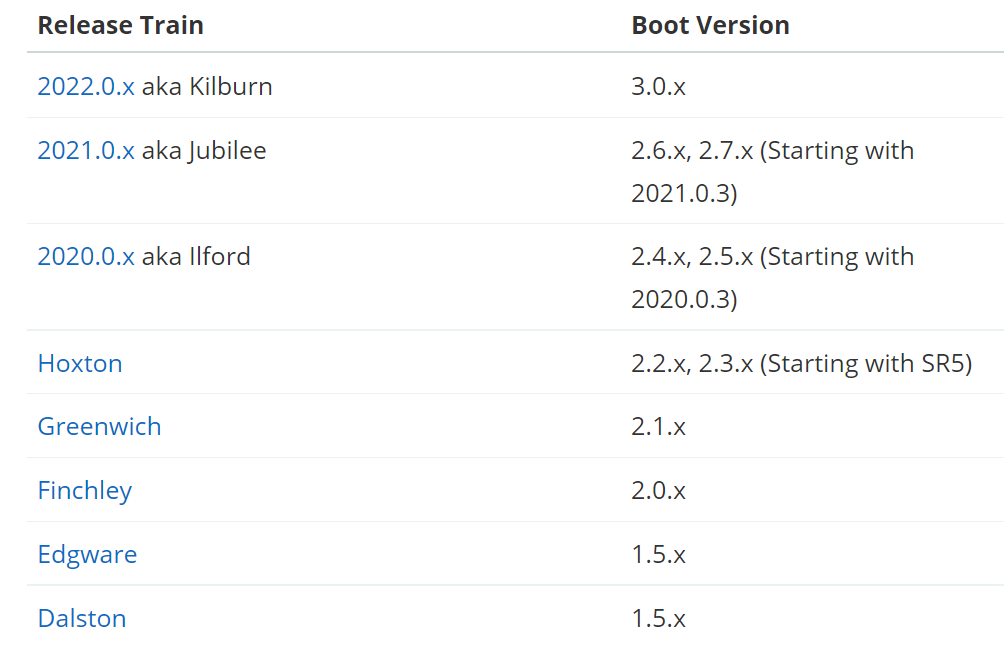 Release Train Boot Version
2022.0.x aka Kilburn 3.0.x
2021.0.x aka Jubilee 2.6.x, 2.7.x (Starting with
2021.0.3)
2020.0.x aka Ilford 2.4.x, 2.5.x (Starting with
2020.0.3)
Hoxton 2.2.x, 2.3.x (Starting with SR5)
Greenwich 2.1.x
Finchley 2.0.x
Edgware 1.5.x
Dalston 1.5.x